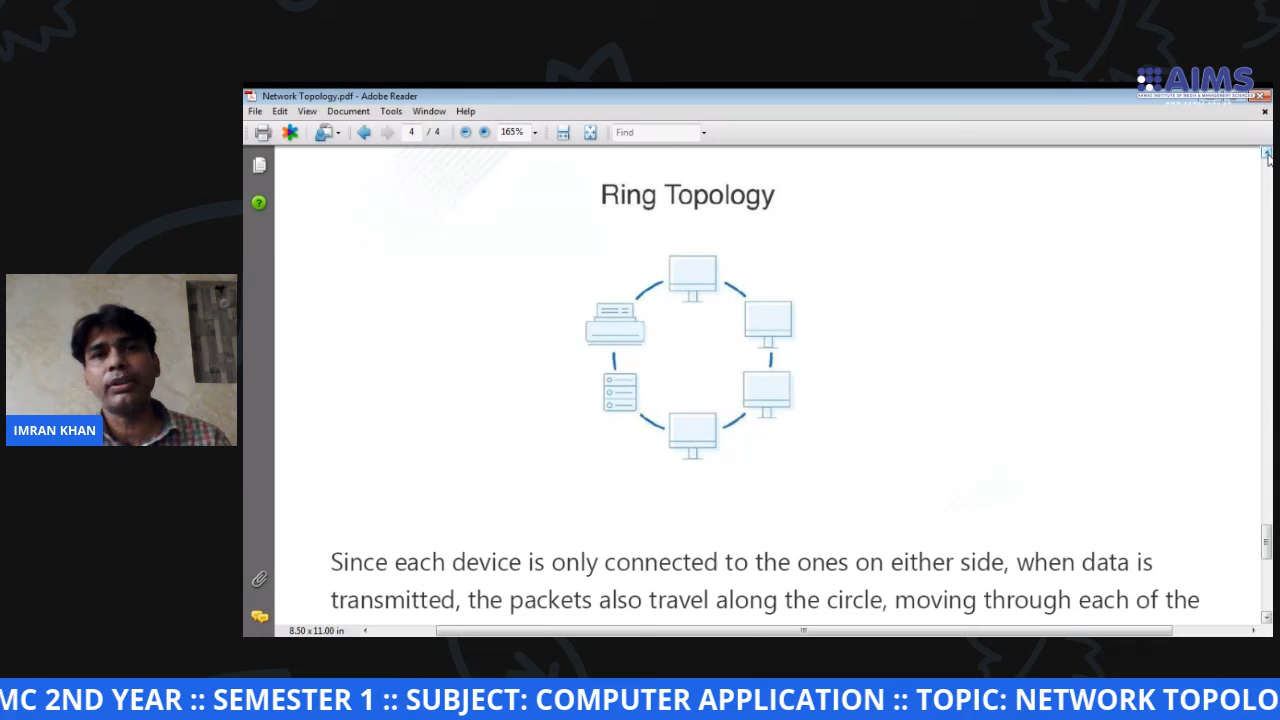 AIMS
Network Topology.pdf - Adobe Reader
File Edit View Document Tools Window Help
4 / 4 165% Find
Ring Topology
IMRAN KHAN
Since each device is only connected to the ones on either side, when data is
transmitted, the packets also travel along the circle, moving through each of the
8.50 x 11.00 in
MC 2ND YEAR :: SEMESTER 1 :: SUBJECT: COMPUTER APPLICATION :: TOPIC: NETWORK TOPOLO